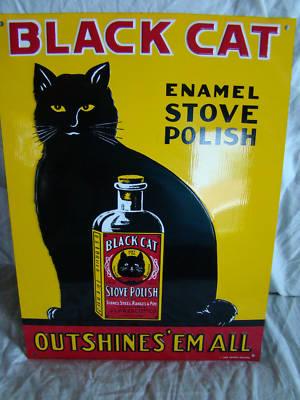 BLACK CAT
ENAMEL
STOVE
POLISH
BLACK CAT
STOVE POLISH
OUTSHINES 'EM ALL